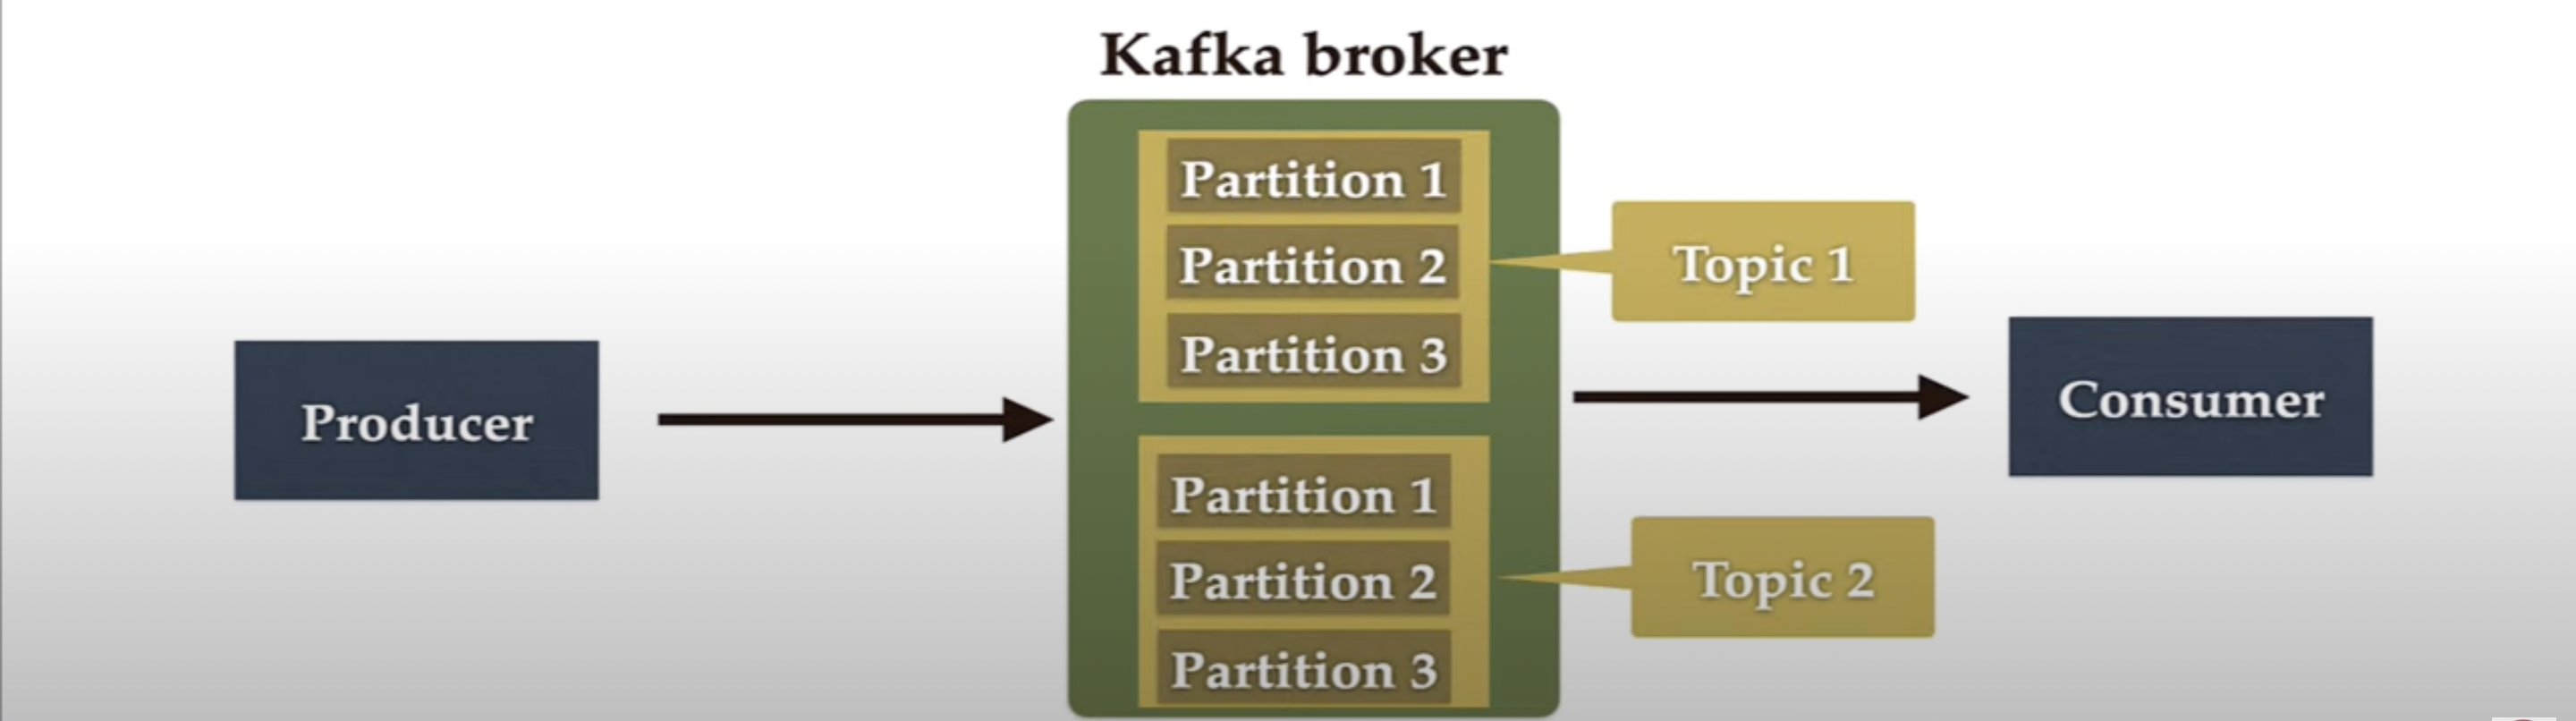 Kafka broker
Partition 1
Partition 2
Partition 3
Topic 1
Producer
Consumer
Partition 1
Partition 2
Partition 3
Topic 2